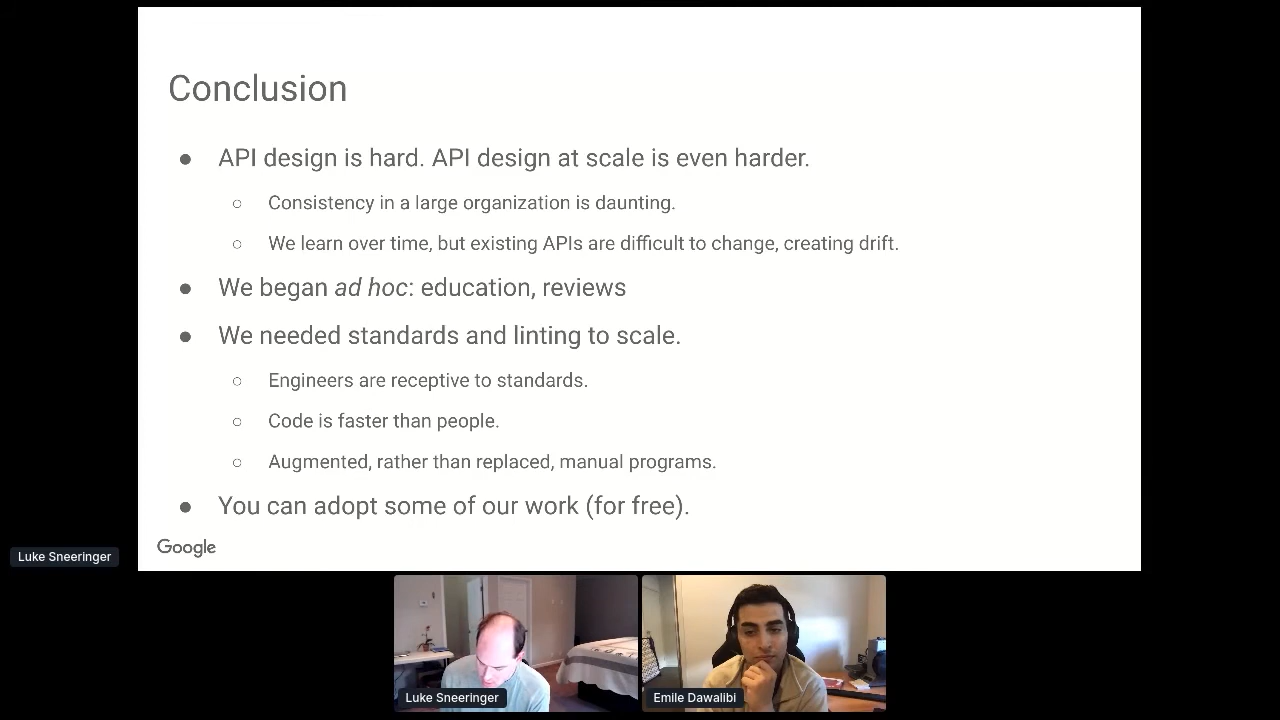 Conclusion
● API design is hard. API design at scale is even harder.
○ Consistency in a large organization is daunting.
○ We learn over time, but existing APIs are difficult to change, creating drift.
● We began ad hoc: education, reviews
● We needed standards and linting to scale.
○ Engineers are receptive to standards.
○ Code is faster than people.
○ Augmented, rather than replaced, manual programs.
● You can adopt some of our work (for free).
Google
Luke Sneeringer
Luke Sneeringer
Emile Dawalibi